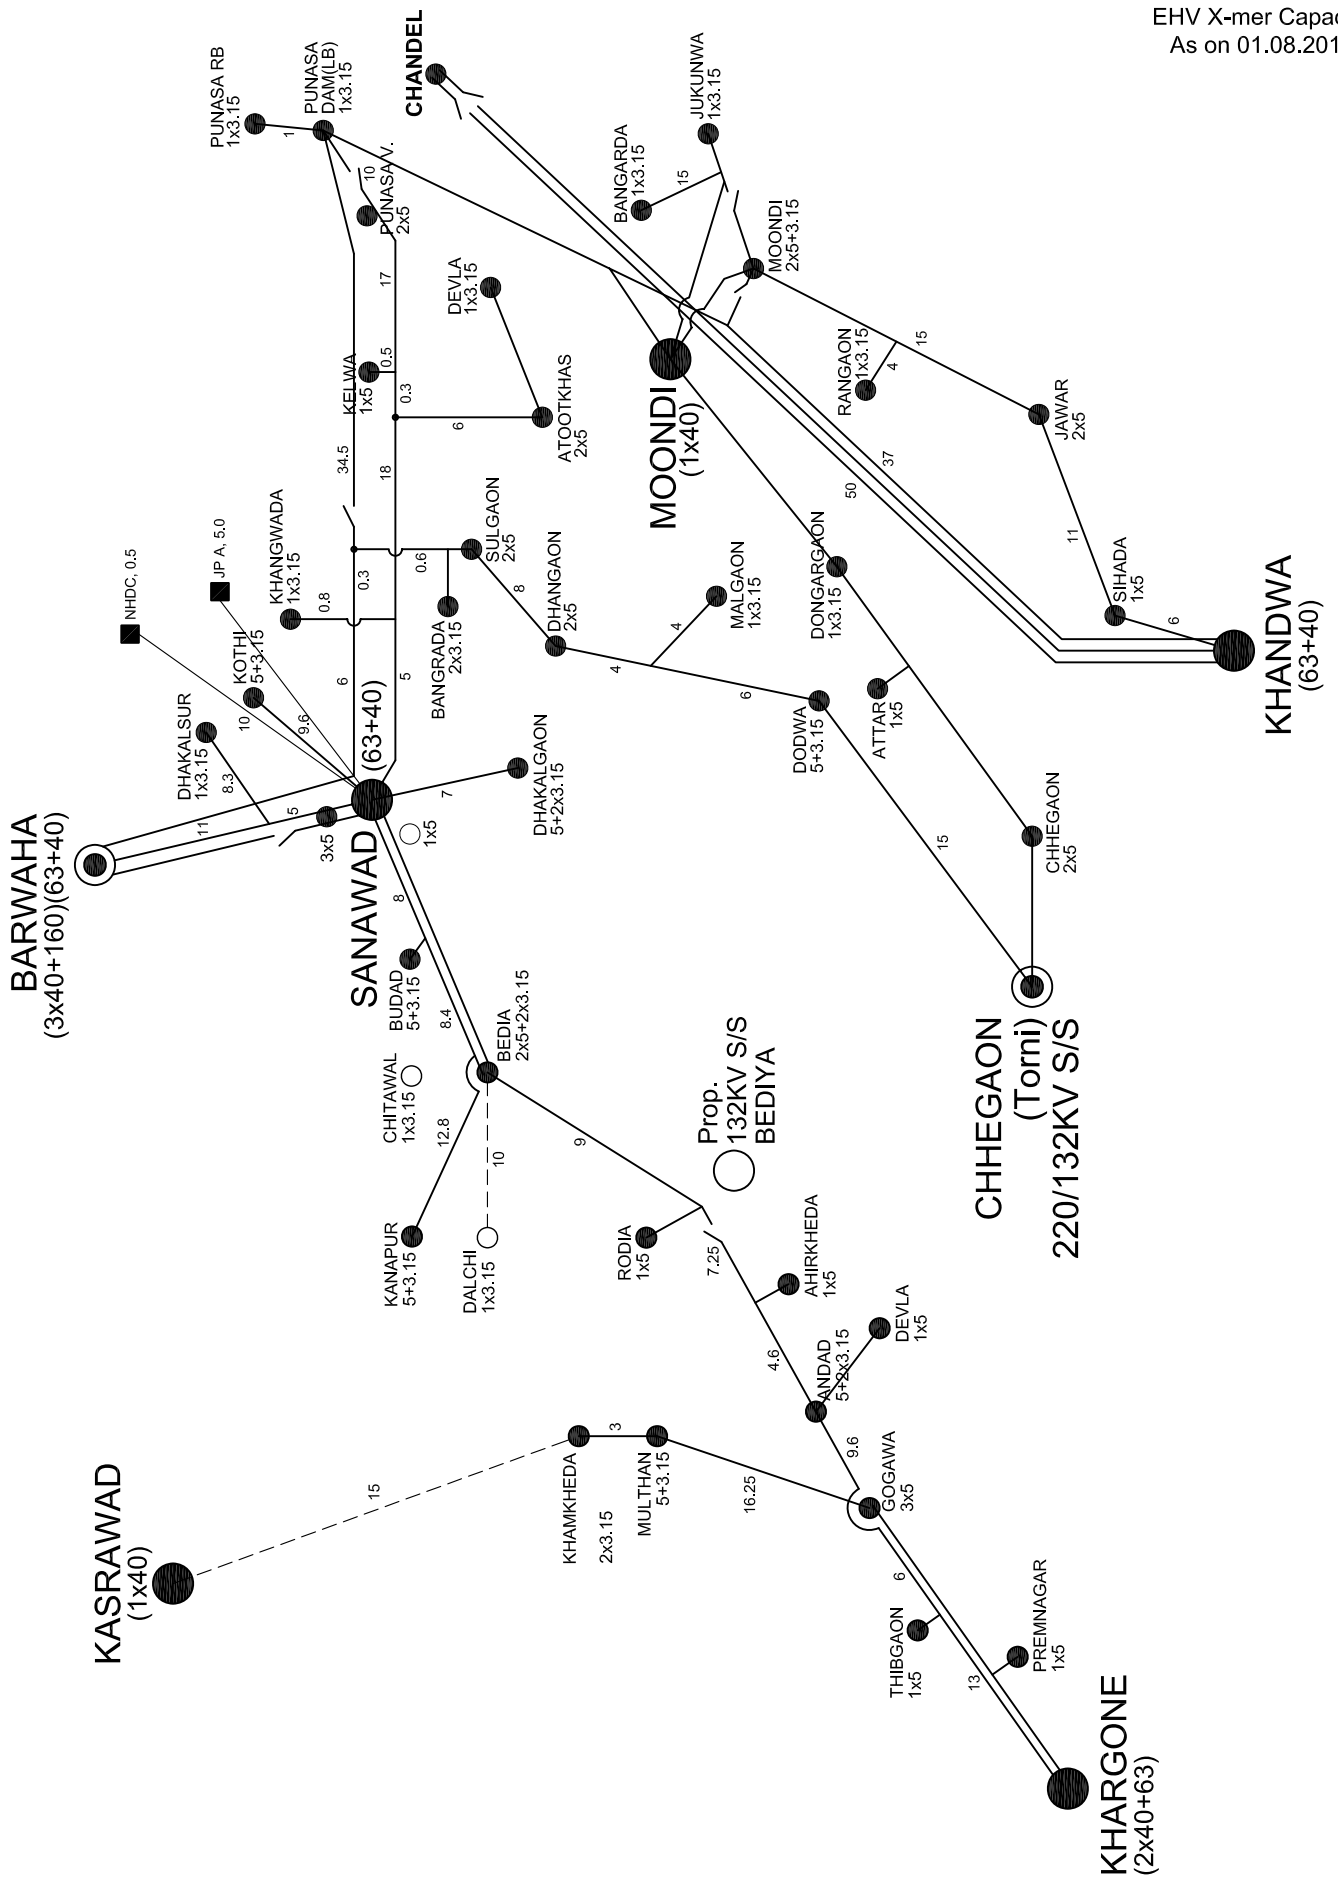 EHV X-mer Capac
As on 01.08.201
PUNASA RB
1x3.15
PUNASA
DAM(LB)
1x3.15
1
CHANDEL
10
PUNASA V.
2x5
BANGARDA
1x3.15
JUKUNWA
1x3.15
15
MOONDI
2x5+3.15
17
DEVLA
1x3.15
KELWA
1x5
0.5
0.3
34.5
18
6
ATOOTKHAS
2x5
MOONDI
(1x40)
RANGAON
1x3.15
4
15
JAWAR
2x5
37
50
11
SIHADA
1x5
6
KHANDWA
(63+40)
NHDC, 0.5
JP A, 5.0
KHANGWADA
1x3.15
0.8
0.3
0.6
SULGAON
2x5
BANGRADA
2x3.15
8
DHANGAON
2x5
4
MALGAON
1x3.15
4
6
DONGARGAON
1x3.15
ATTAR
1x5
DODWA
5+3.15
15
CHHEGAON
2x5
CHHEGAON
(Torni)
220/132KV S/S
KOTHI
5+3.15
10
9.6
6
5
DHAKALSUR
1x3.15
8.3
BARWAHA
(3x40+160)(63+40)
11
5
3x5
SANAWAD
(63+40)
1x5
7
DHAKALGAON
5+2x3.15
8
BUDAD
5+3.15
8.4
BEDIA
2x5+2x3.15
CHITAWAL
1x3.15
12.8
KANAPUR
5+3.15
10
DALCHI
1x3.15
9
Prop.
132KV S/S
BEDIYA
RODIA
1x5
7.25
AHIRKHEDA
1x5
4.6
ANDAD
5+2x3.15
DEVLA
1x5
9.6
GOGAWA
3x5
KASRAWAD
(1x40)
15
KHAMKHEDA
2x3.15
3
MULTHAN
5+3.15
16.25
6
THIBGAON
1x5
13
PREMNAGAR
1x5
KHARGONE
(2x40+63)